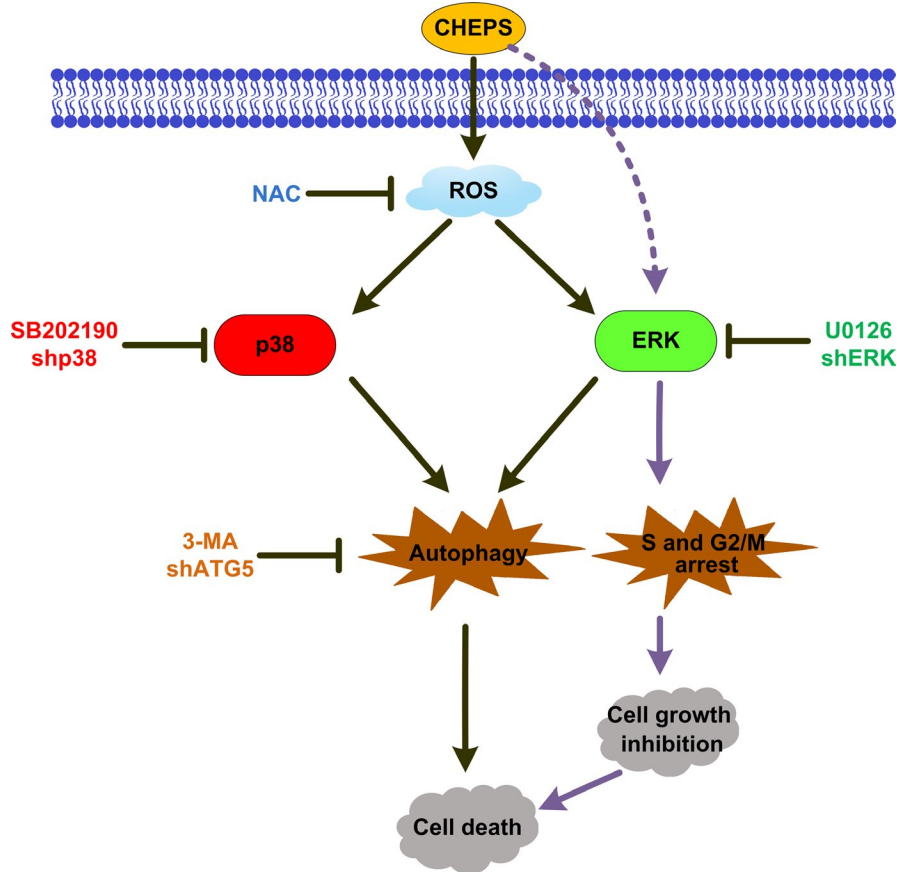 CHEPS
NAC
ROS
SB202190
shp38
p38
ERK
U0126
shERK
3-MA
shATG5
Autophagy
S and G2/M
arrest
Cell growth
inhibition
Cell death